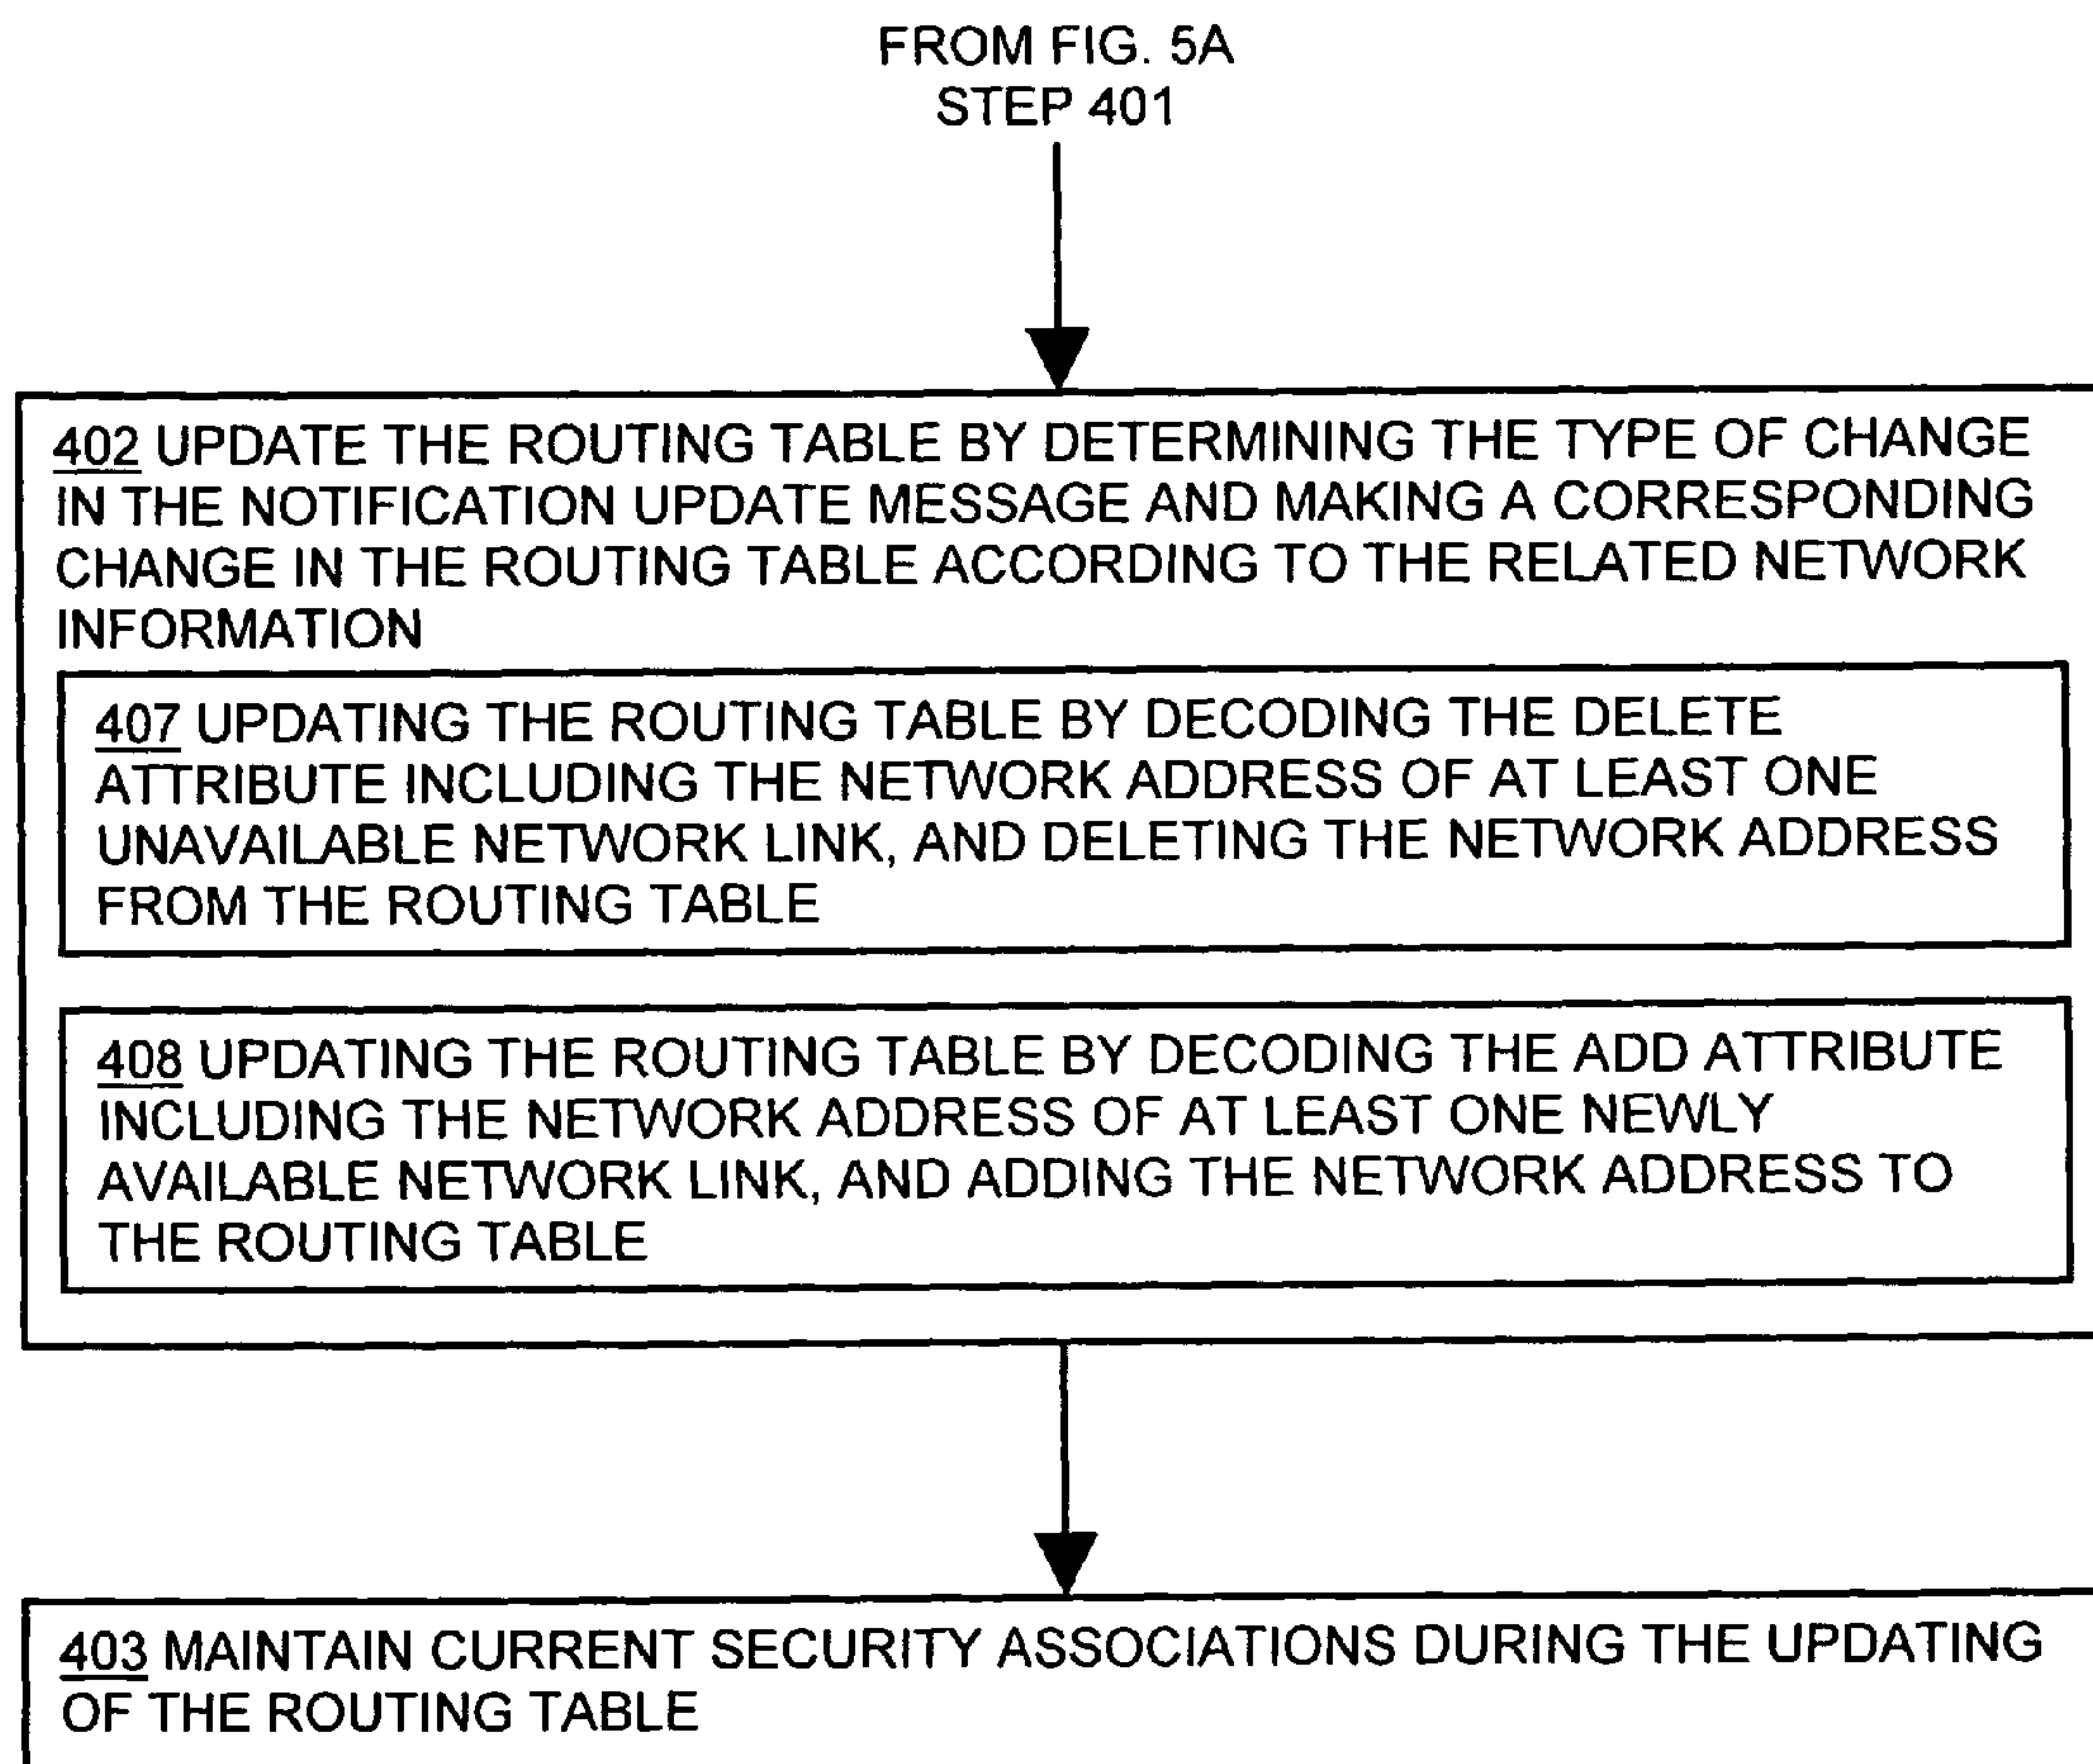 FROM FIG. 5A
STEP 401
402 UPDATE THE ROUTING TABLE BY DETERMINING THE TYPE OF CHANGE
IN THE NOTIFICATION UPDATE MESSAGE AND MAKING A CORRESPONDING
CHANGE IN THE ROUTING TABLE ACCORDING TO THE RELATED NETWORK
INFORMATION
407 UPDATING THE ROUTING TABLE BY DECODING THE DELETE
ATTRIBUTE INCLUDING THE NETWORK ADDRESS OF AT LEAST ONE
UNAVAILABLE NETWORK LINK, AND DELETING THE NETWORK ADDRESS
FROM THE ROUTING TABLE
408 UPDATING THE ROUTING TABLE BY DECODING THE ADD ATTRIBUTE
INCLUDING THE NETWORK ADDRESS OF AT LEAST ONE NEWLY
AVAILABLE NETWORK LINK, AND ADDING THE NETWORK ADDRESS TO
THE ROUTING TABLE
403 MAINTAIN CURRENT SECURITY ASSOCIATIONS DURING THE UPDATING
OF THE ROUTING TABLE